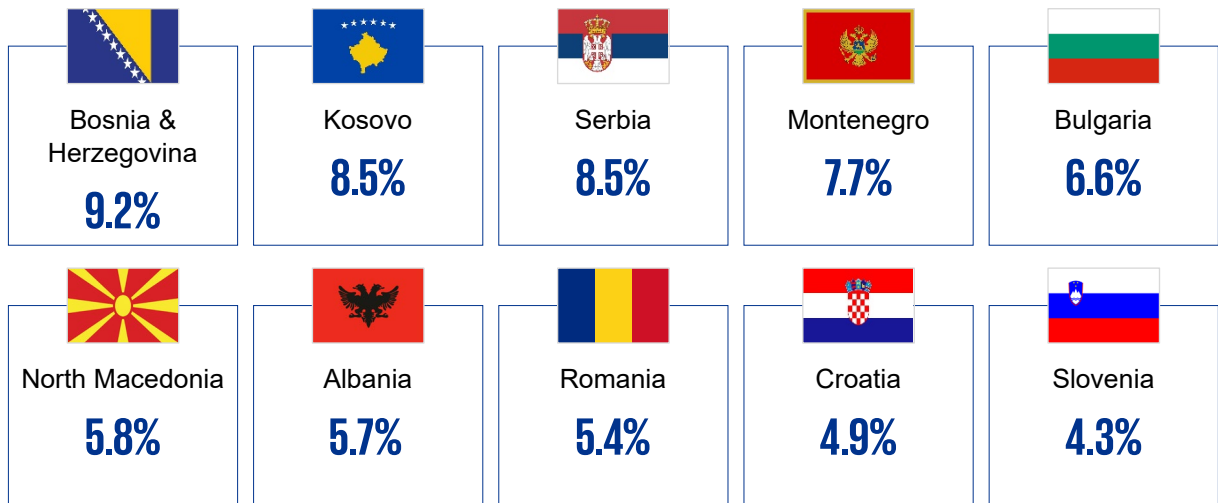 Bosnia &
Herzegovina
9.2%
Kosovo
8.5%
Serbia
8.5%
Montenegro
7.7%
Bulgaria
6.6%
North Macedonia
5.8%
Albania
5.7%
Romania
5.4%
Croatia
4.9%
Slovenia
4.3%